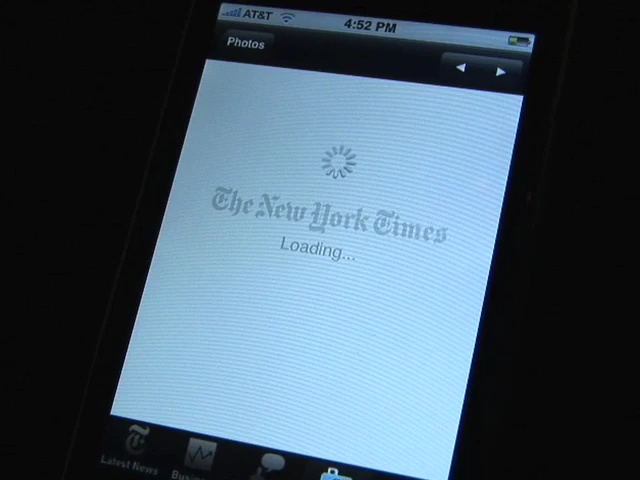 AT&T 4:52 PM
Photos
The New York Times
Loading...
Latest News